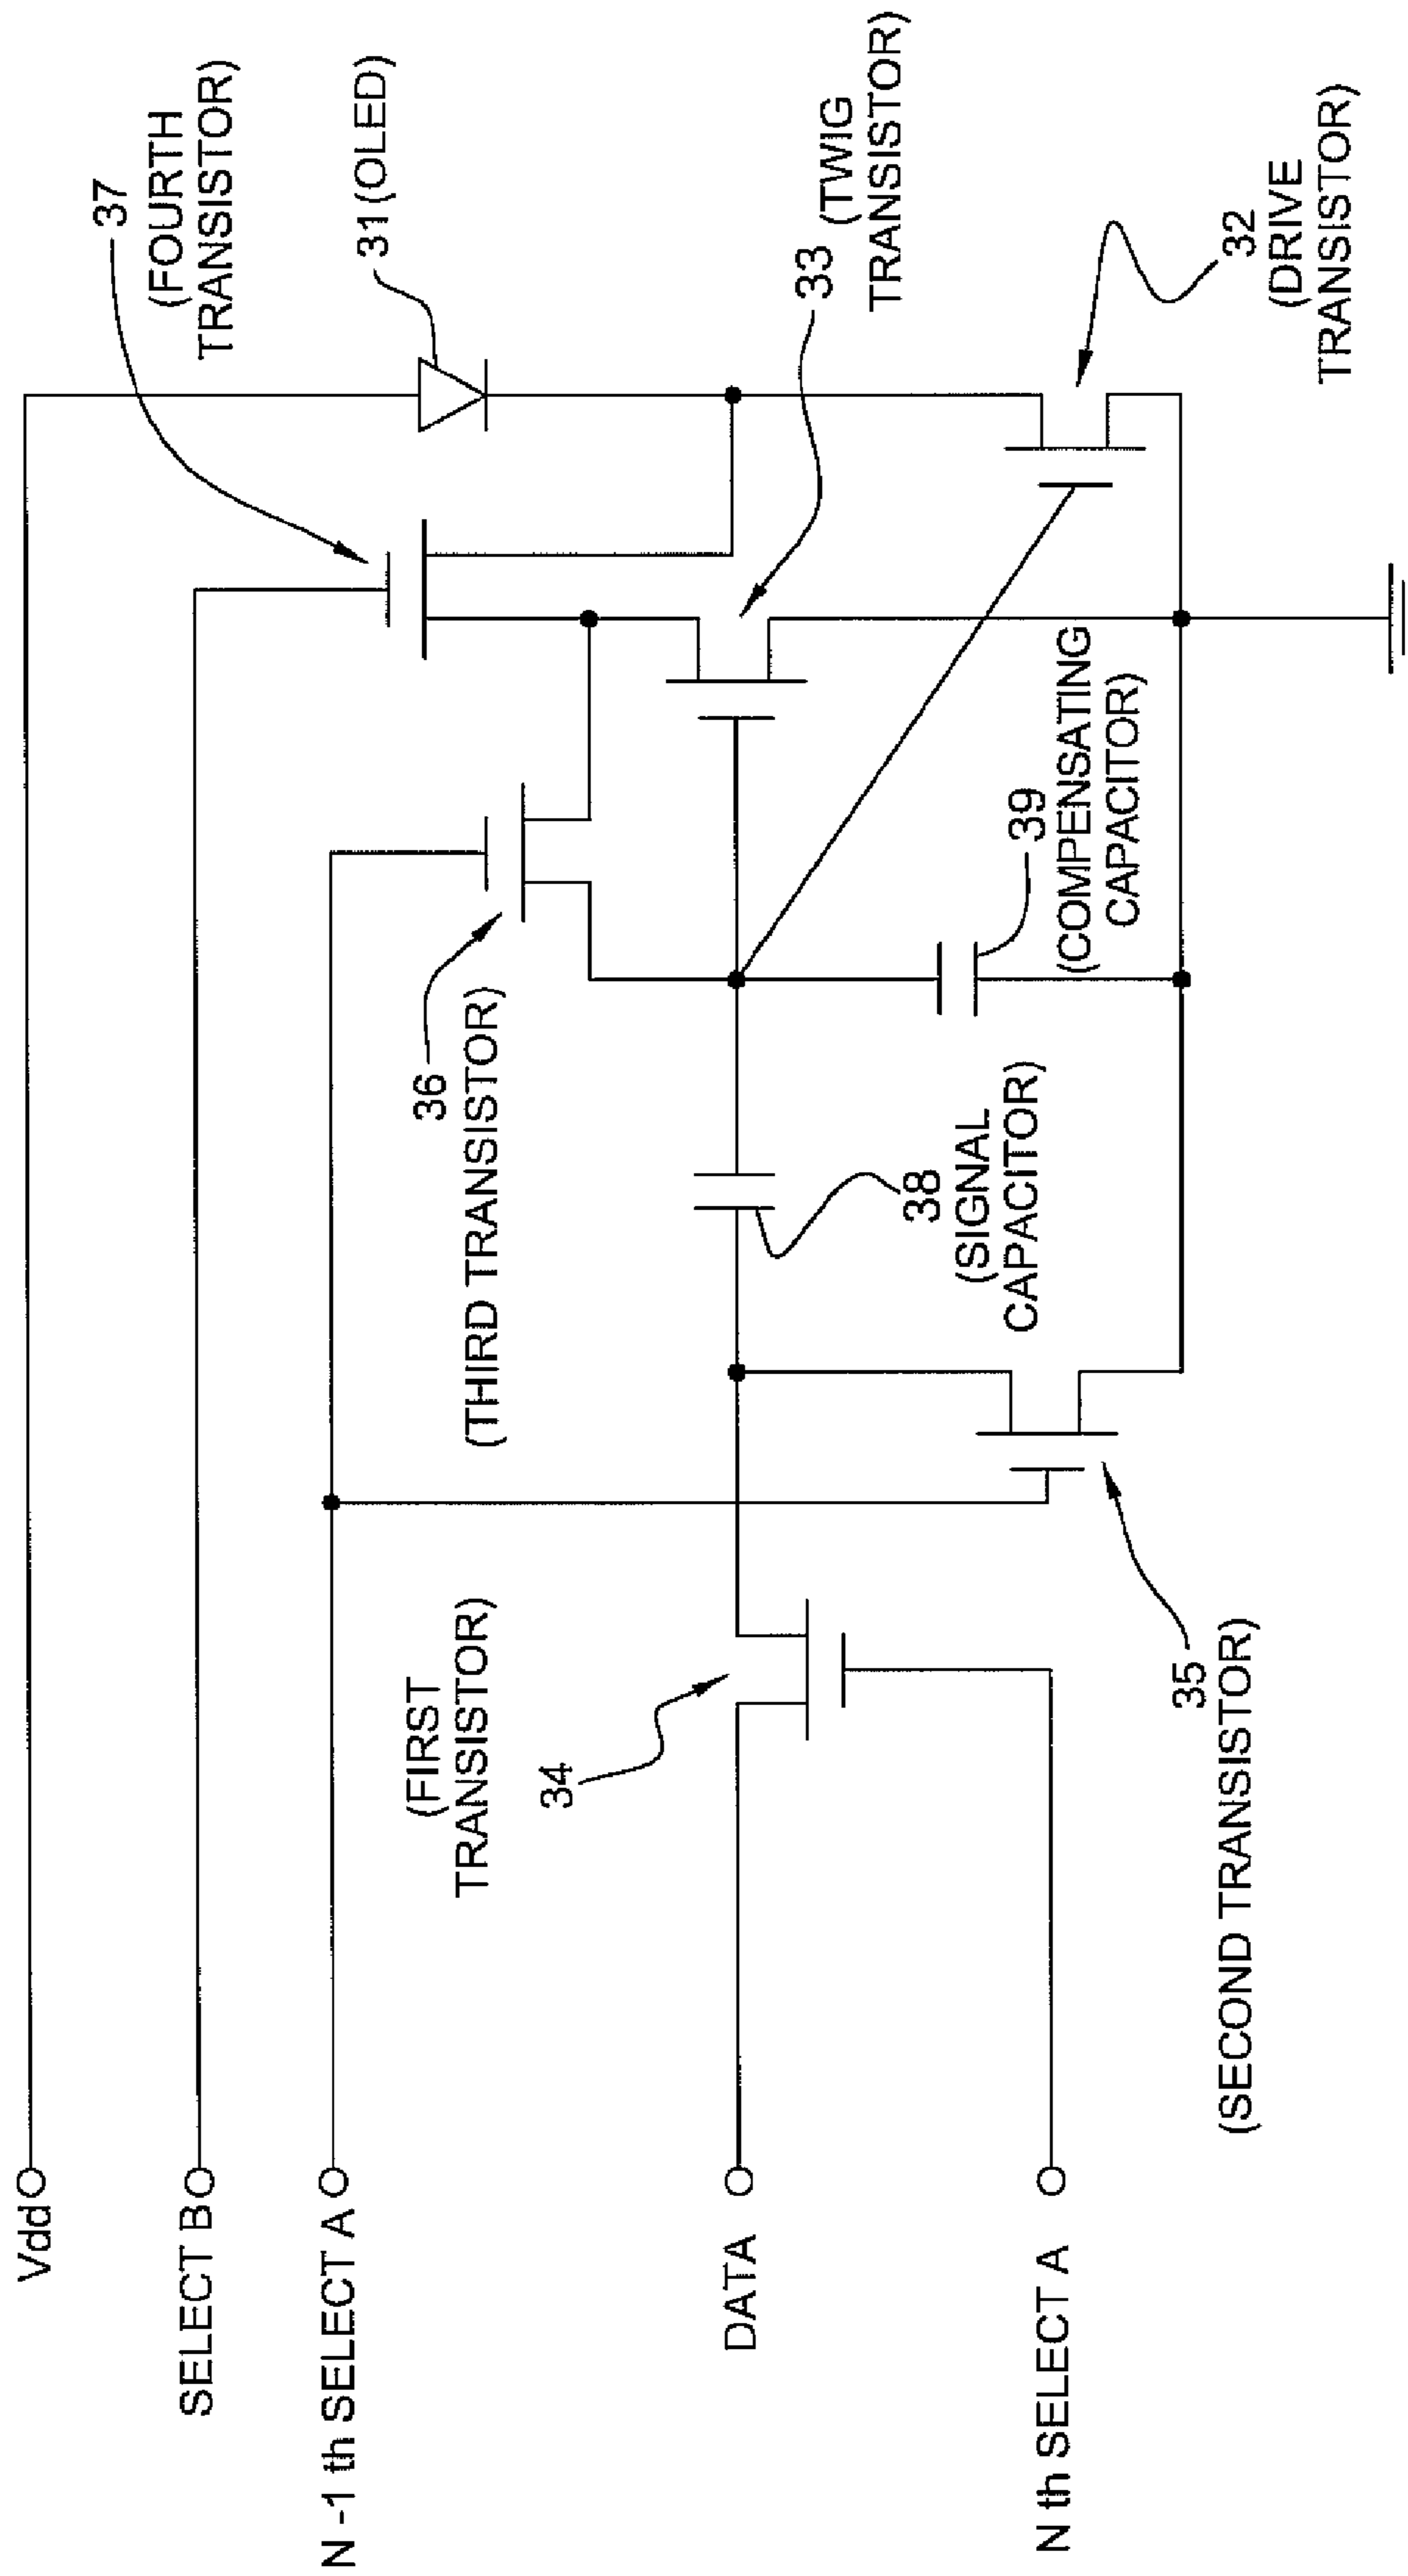 Vdd
SELECT B
N -1 th SELECT A
DATA
N th SELECT A
(FIRST
TRANSISTOR)
34
35
(SECOND TRANSISTOR)
36
(THIRD TRANSISTOR)
38
(SIGNAL
CAPACITOR)
39
(COMPENSATING
CAPACITOR)
37
(FOURTH
TRANSISTOR)
31(OLED)
33
(TWIG
TRANSISTOR)
32
(DRIVE
TRANSISTOR)